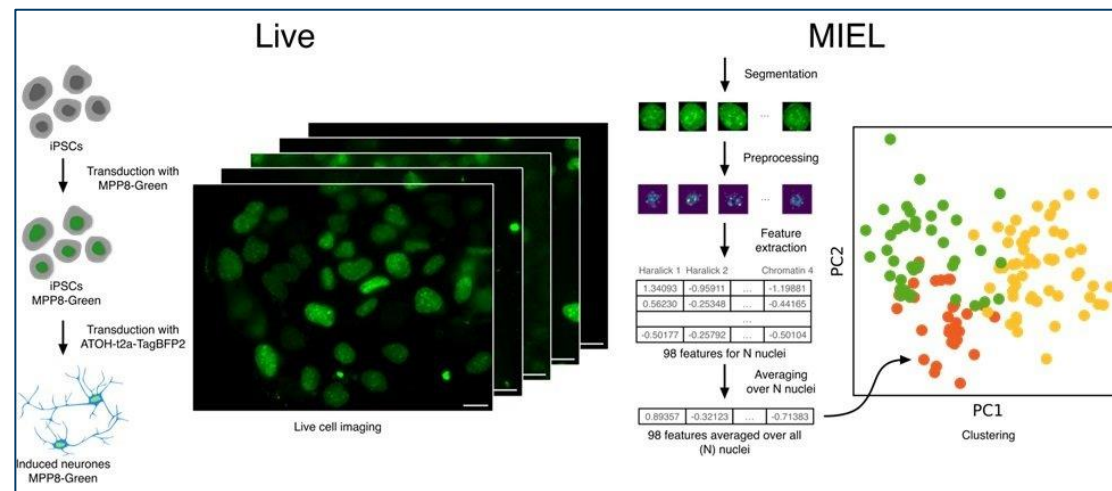 Live
MIEL
iPSCs
Transduction with
MPP8-Green
iPSCs
MPP8-Green
Transduction with
ATOH-t2a-TagBFP2
Induced neurones
MPP8-Green
Live cell imaging
Segmentation
...
Preprocessing
...
Feature
extraction
Haralick 1 Haralick 2 Chromatin 4
1.34093 -0.95911 ... -1.19881
0.56230 -0.25348 ... -0.44165
...
-0.50177 -0.25792 ... -0.50104
98 features for N nuclei
Averaging
over N nuclei
0.89357 -0.32123 ... -0.71383
98 features averaged over all
(N) nuclei
PC2
PC1
Clustering